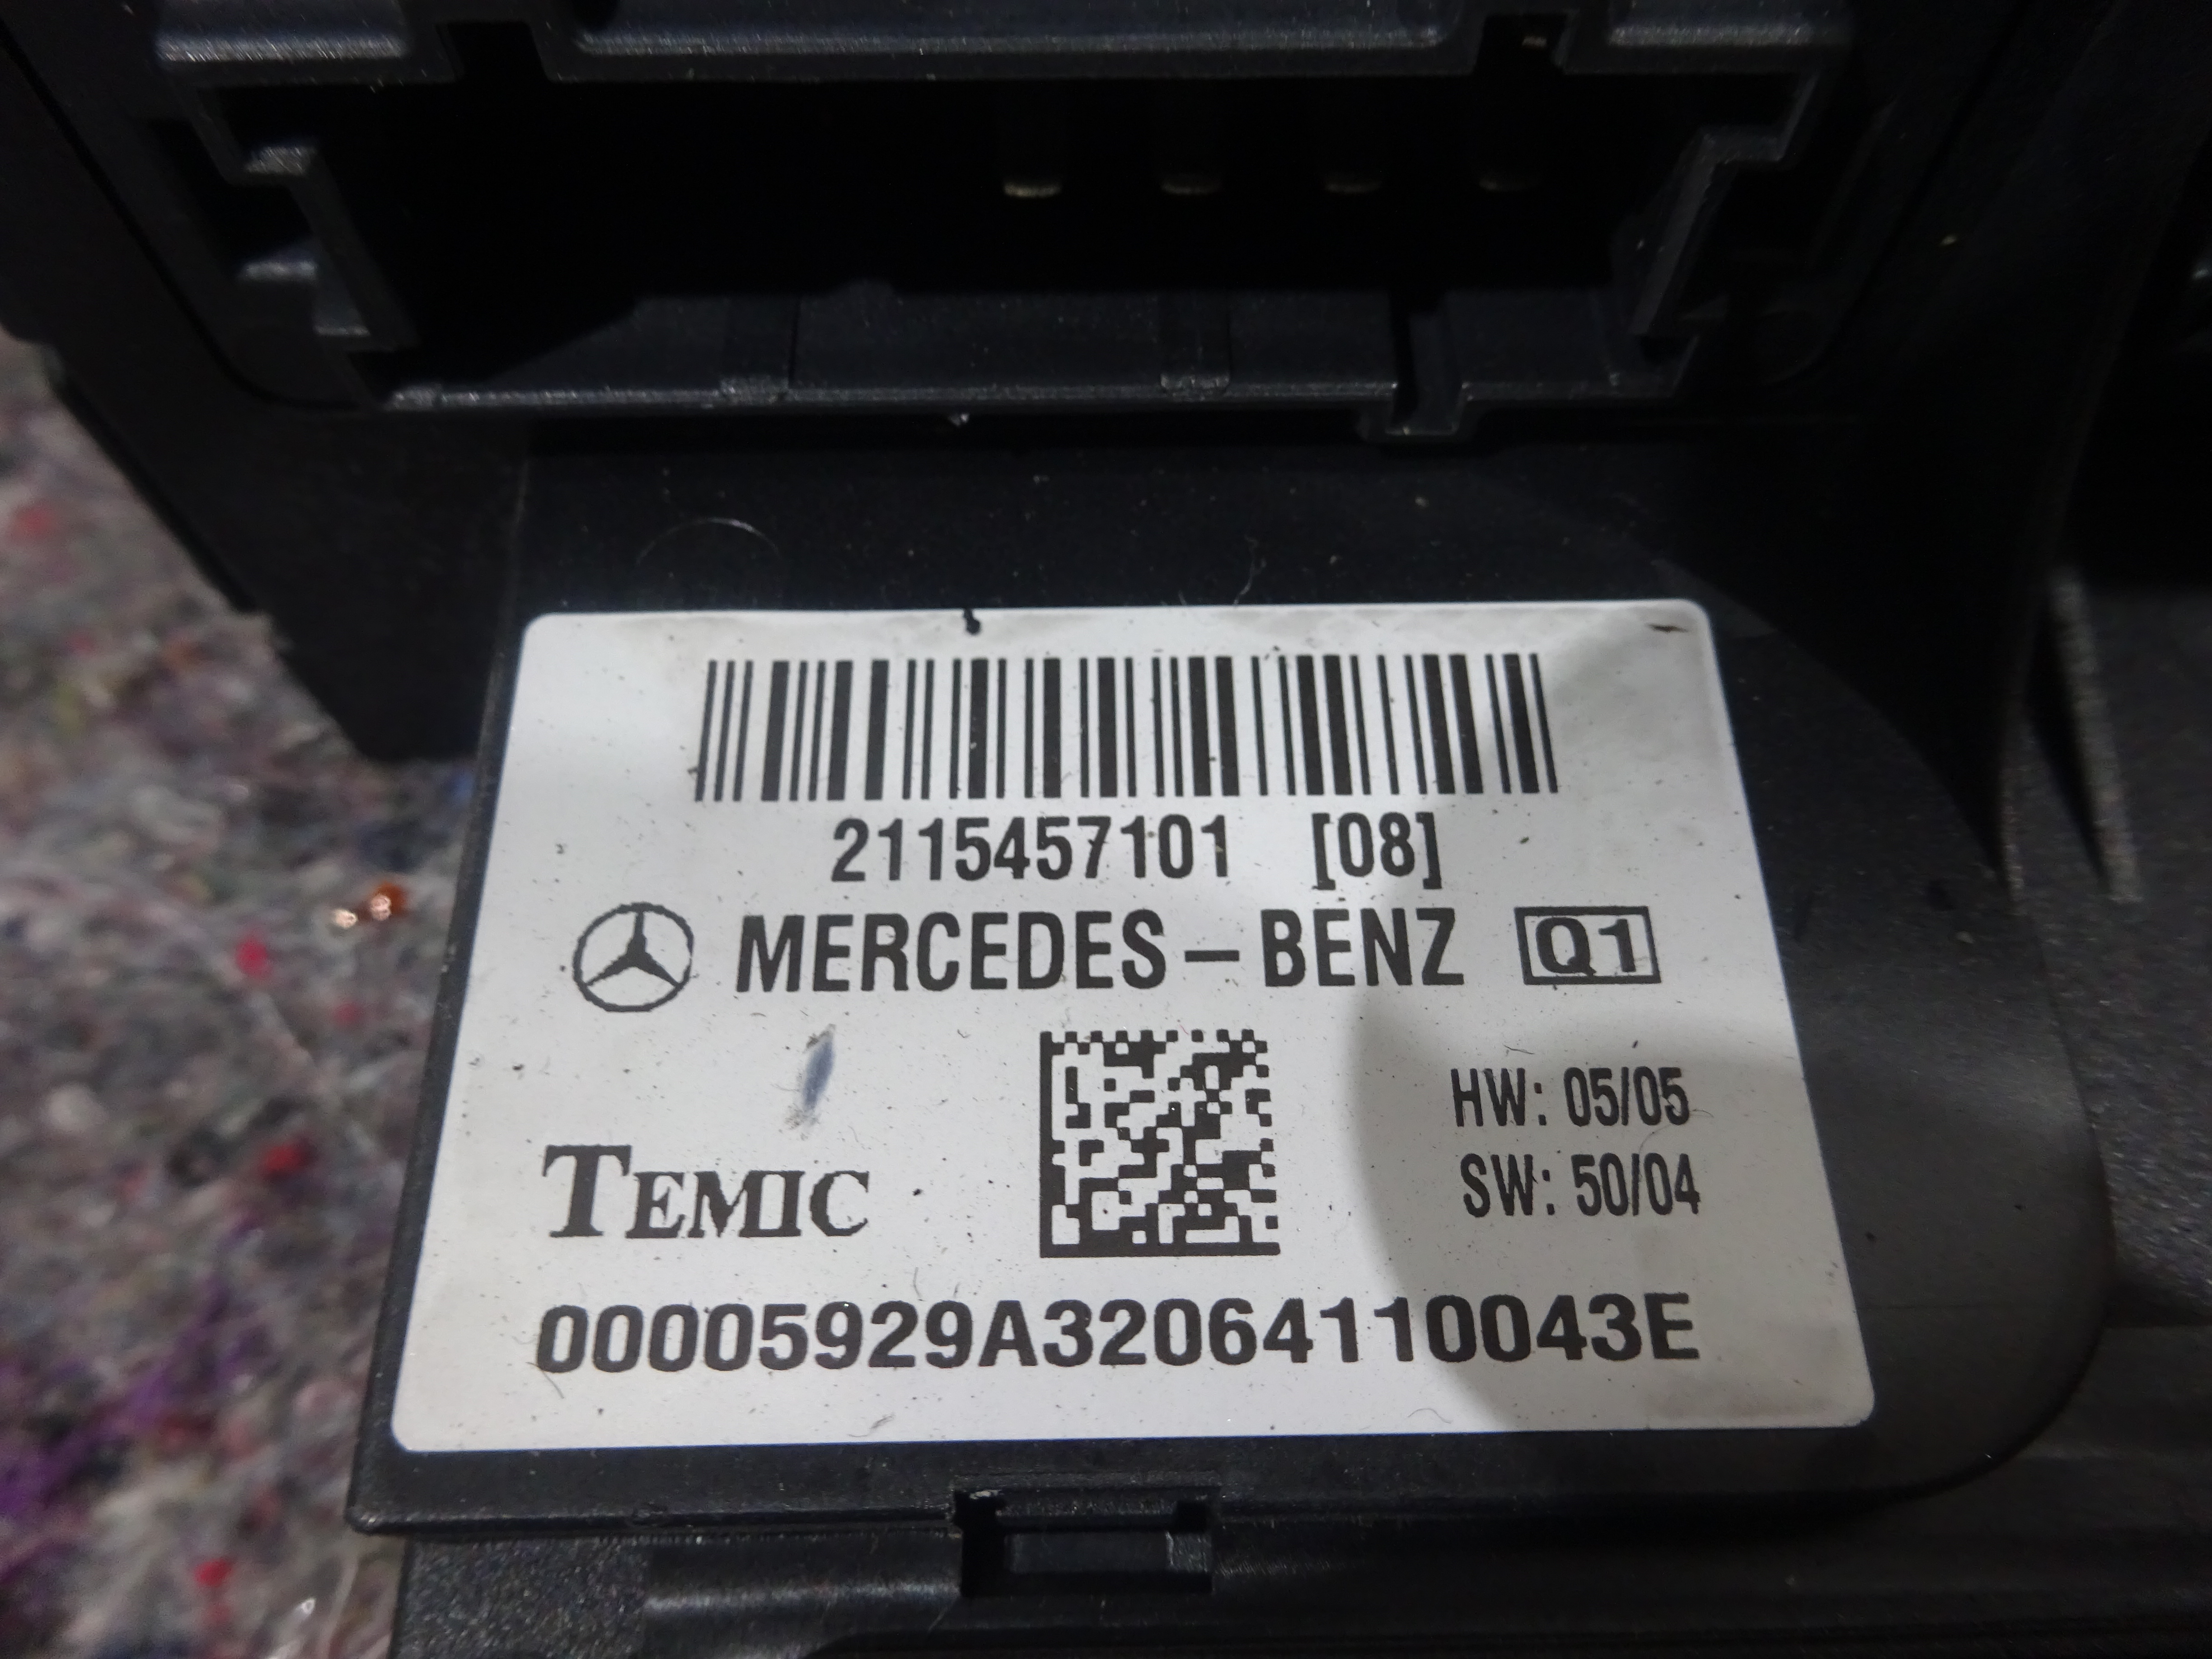 2115457101 [08]
MERCEDES-BENZ Q1
HW: 05/05
TEMIC
SW: 50/04
00005929A32064110043E